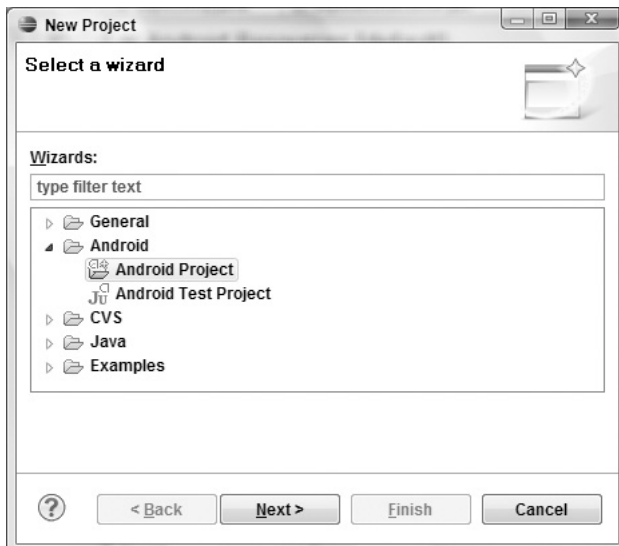 New Project
Select a wizard
Wizards:
type filter text
General
Android
Android Project
Android Test Project
CVS
Java
Examples
?
< Back Next > Finish Cancel